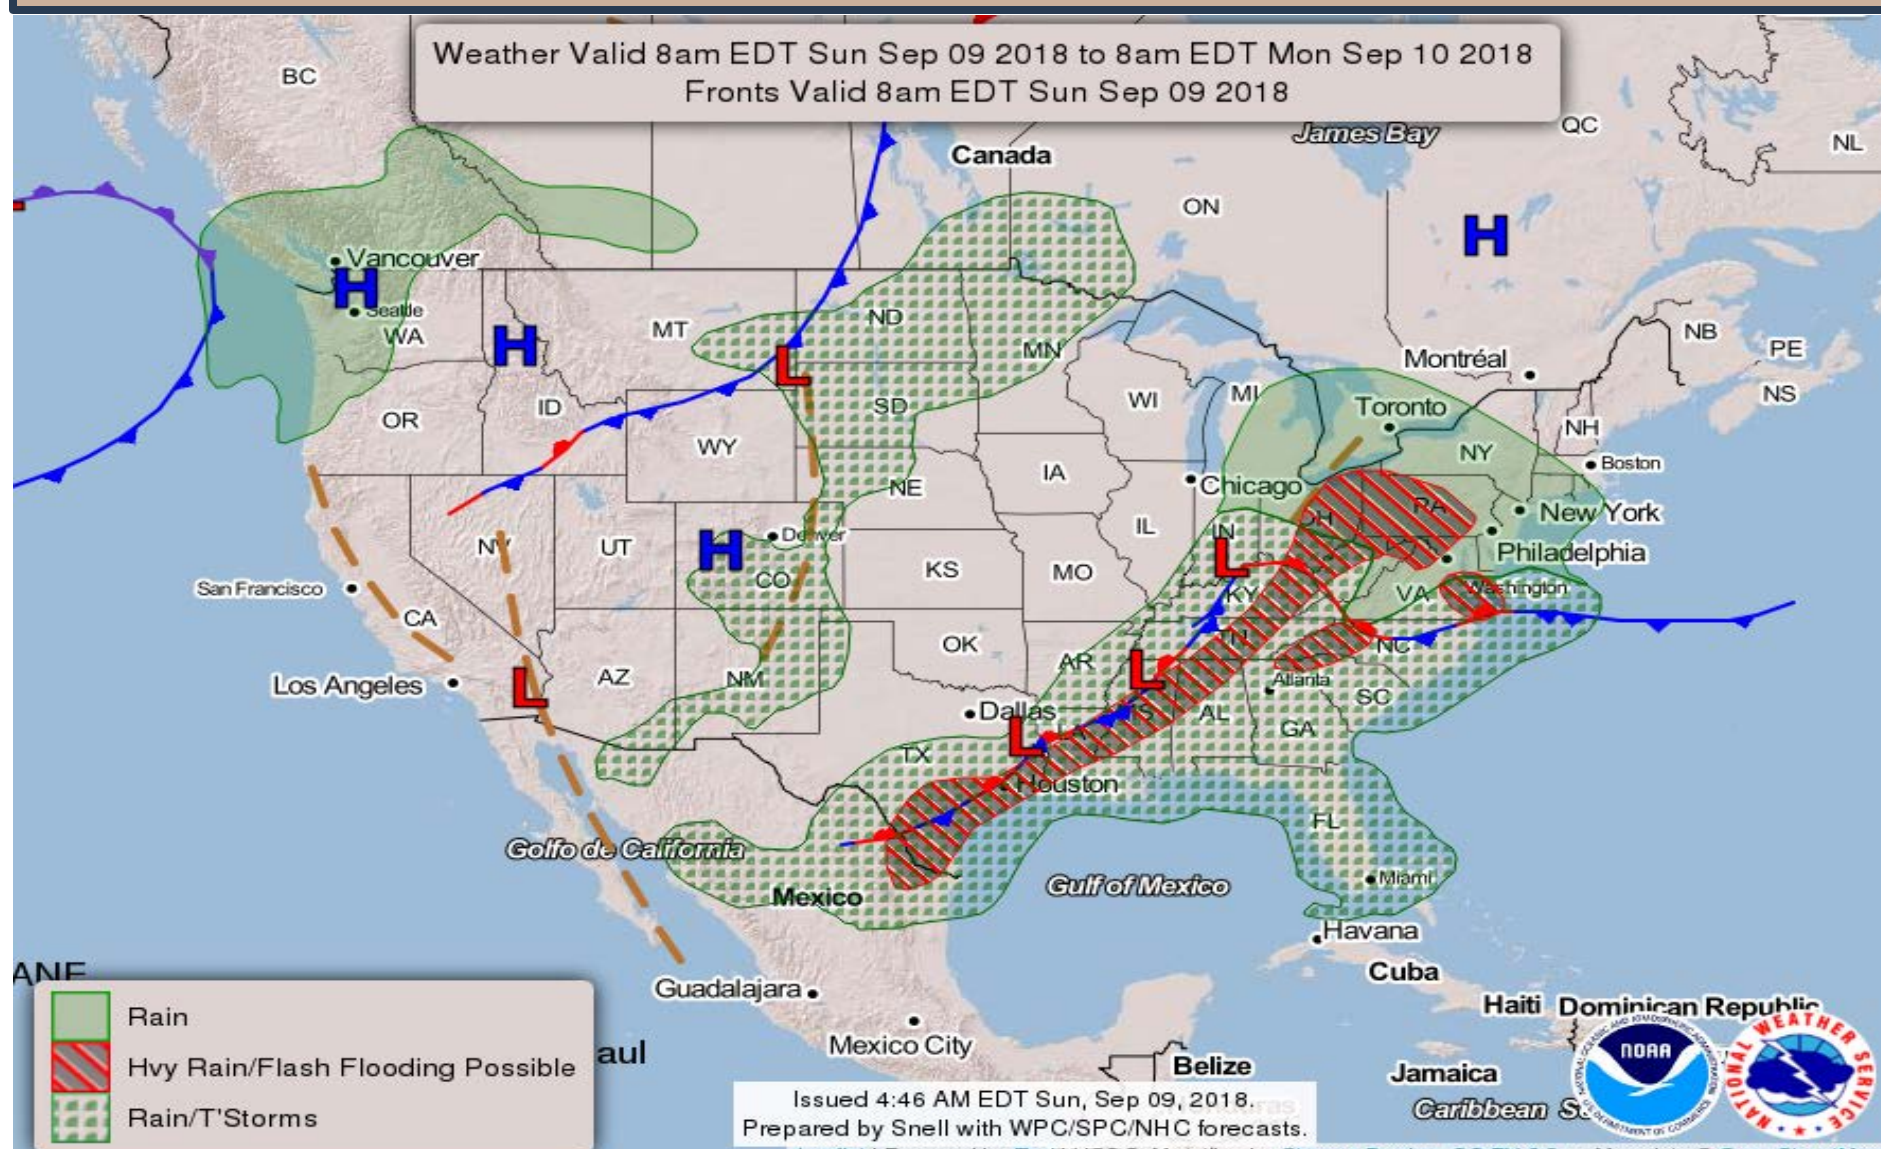 Weather Valid 8am EDT Sun Sep 09 2018 to 8am EDT Mon Sep 10 2018
Fronts Valid 8am EDT Sun Sep 09 2018
BC
James Bay
QC
NL
Canada
ON
H
Vancouver
H
Seattle
WA
H
MT
ND
MN
NB
PE
Montréal
NS
L
OR
ID
SD
WI
MI
Toronto
NH
WY
NY
Boston
IA
NE
Chicago
OH
PA
New York
NV
UT
H
Denver
IL
IN
L
Philadelphia
San Francisco
CO
KS
MO
KY
VA
Washington
CA
OK
TN
NC
AR
L
Los Angeles
L
AZ
NM
Atlanta
SC
Dallas
L
LA
MS
AL
GA
TX
Houston
FL
Golfo de California
Gulf of Mexico
Miami
Mexico
Havana
ANE
Cuba
Guadalajara
Haiti
Dominican Republic
Mexico City
aul
Belize
Jamaica
Caribbean S
Rain
Hvy Rain/Flash Flooding Possible
Rain/T'Storms
Issued 4:46 AM EDT Sun, Sep 09, 2018.
Prepared by Snell with WPC/SPC/NHC forecasts.
NOAA
NATIONAL WEATHER SERVICE